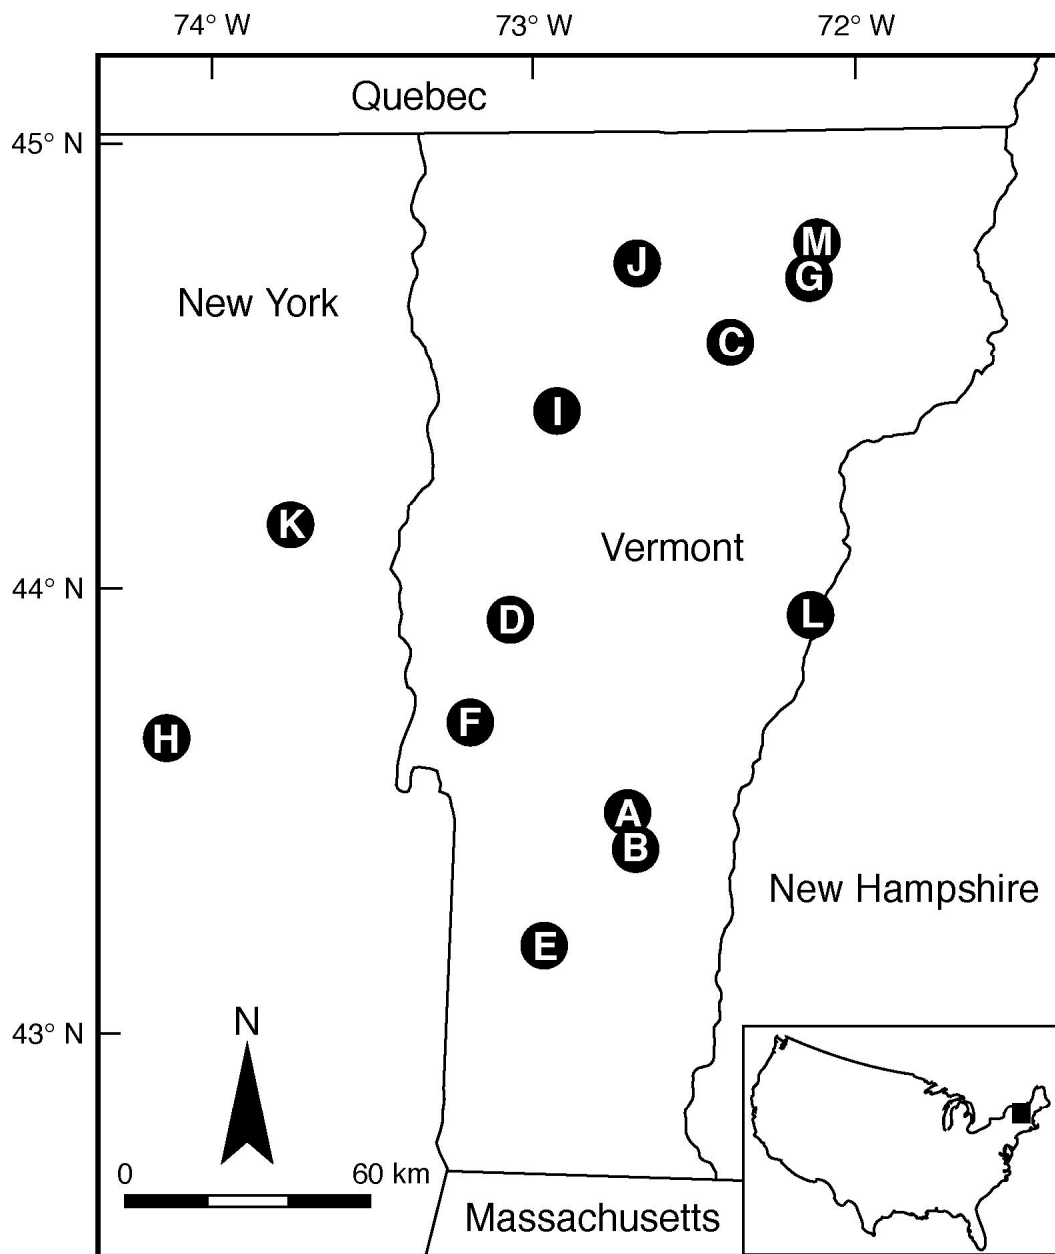 74° W 73° W 72° W
Quebec
45° N
M
J
G
New York
C
I
K
Vermont
44° N
D
L
F
H
A
B
New Hampshire
E
N
43° N
0 60 km
Massachusetts